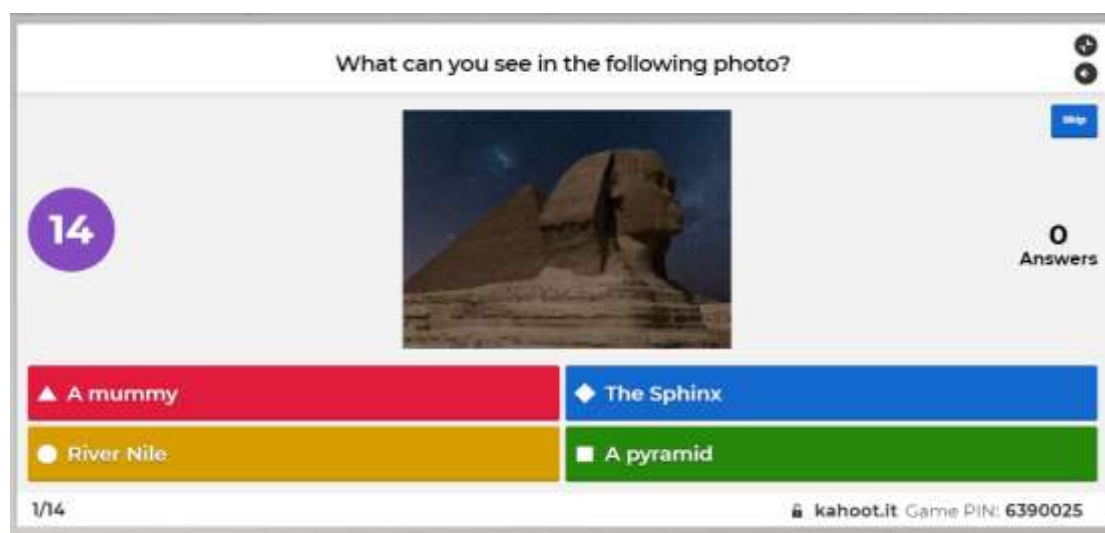 What can you see in the following photo?
Skip
14
0
Answers
A mummy
The Sphinx
River Nile
A pyramid
1/14
kahoot.it Game PIN: 6390025